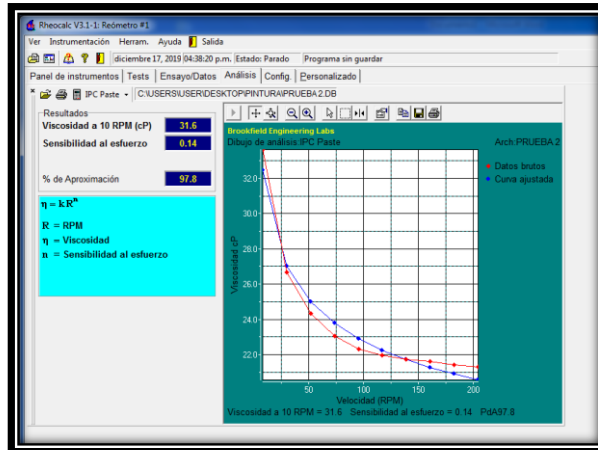 Rheocalc V3.1-1: Reómetro #1
Ver Instrumentación Herram. Ayuda Salida
diciembre 17, 2019 04:38:20 p.m. Estado: Parado Programa sin guardar
Panel de instrumentos Tests Ensayo/Datos Análisis Config. Personalizado
IPC Paste C:\USERS\USER\DESKTOP\PINTURA\PRUEBA 2.DB
Resultados
Viscosidad a 10 RPM (cP) 31.6
Sensibilidad al esfuerzo 0.14
% de Aproximación 97.8
η = kRⁿ
R = RPM
η = Viscosidad
n = Sensibilidad al esfuerzo
Brookfield Engineering Labs
Dibujo de análisis:IPC Paste Arch:PRUEBA 2
Datos brutos
Curva ajustada
Viscosidad cP
32.0
30.0
28.0
26.0
24.0
22.0
50 100 150 200
Velocidad (RPM)
Viscosidad a 10 RPM = 31.6 Sensibilidad al esfuerzo = 0.14 PdA97.8